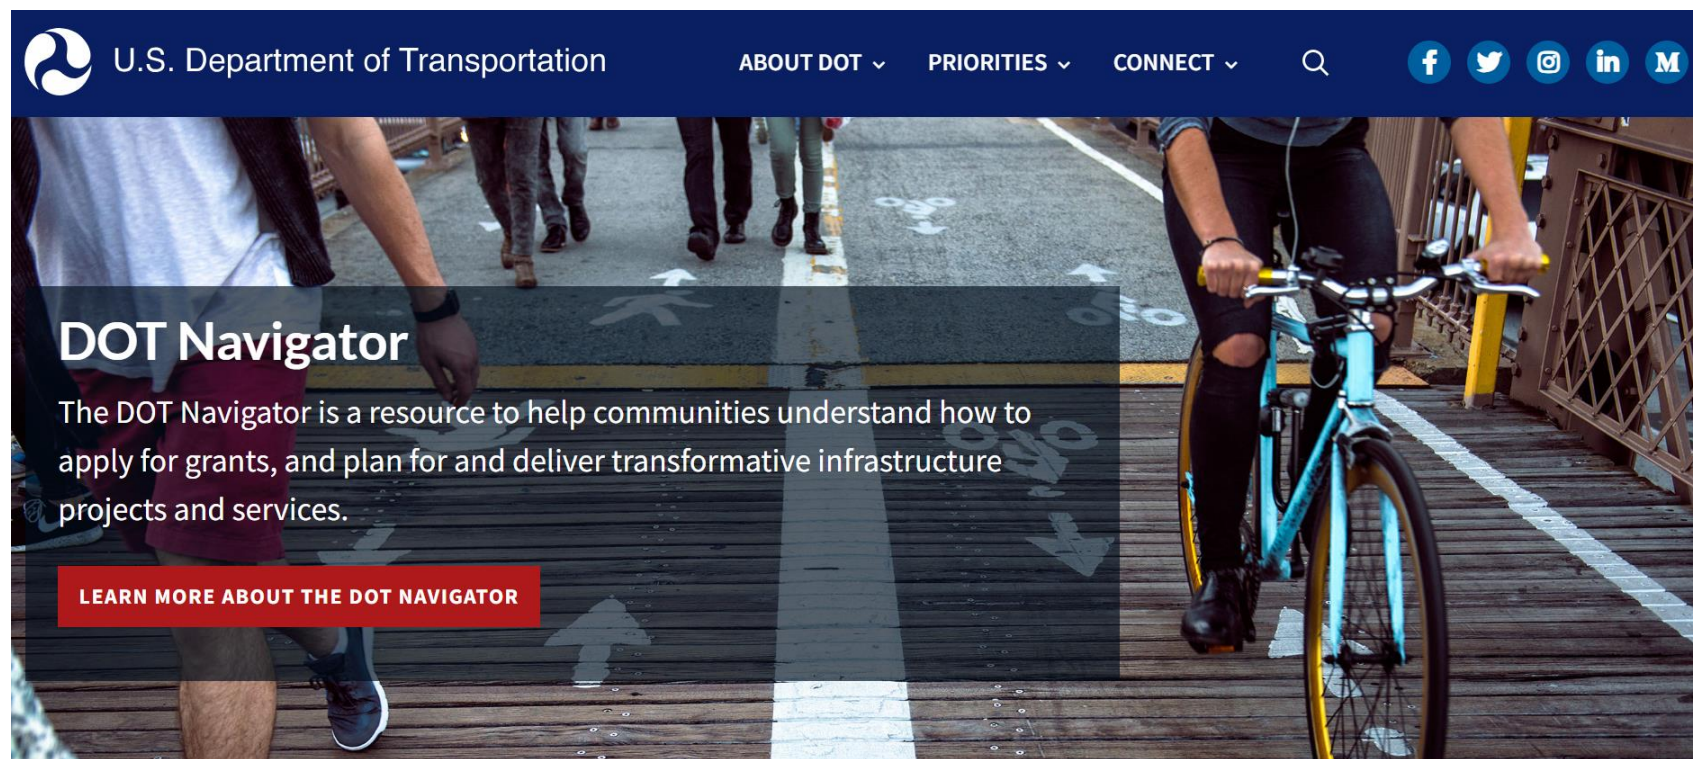 U.S. Department of Transportation
ABOUT DOT
PRIORITIES
CONNECT
f
in
M
DOT Navigator
The DOT Navigator is a resource to help communities understand how to
apply for grants, and plan for and deliver transformative infrastructure
projects and services.
LEARN MORE ABOUT THE DOT NAVIGATOR